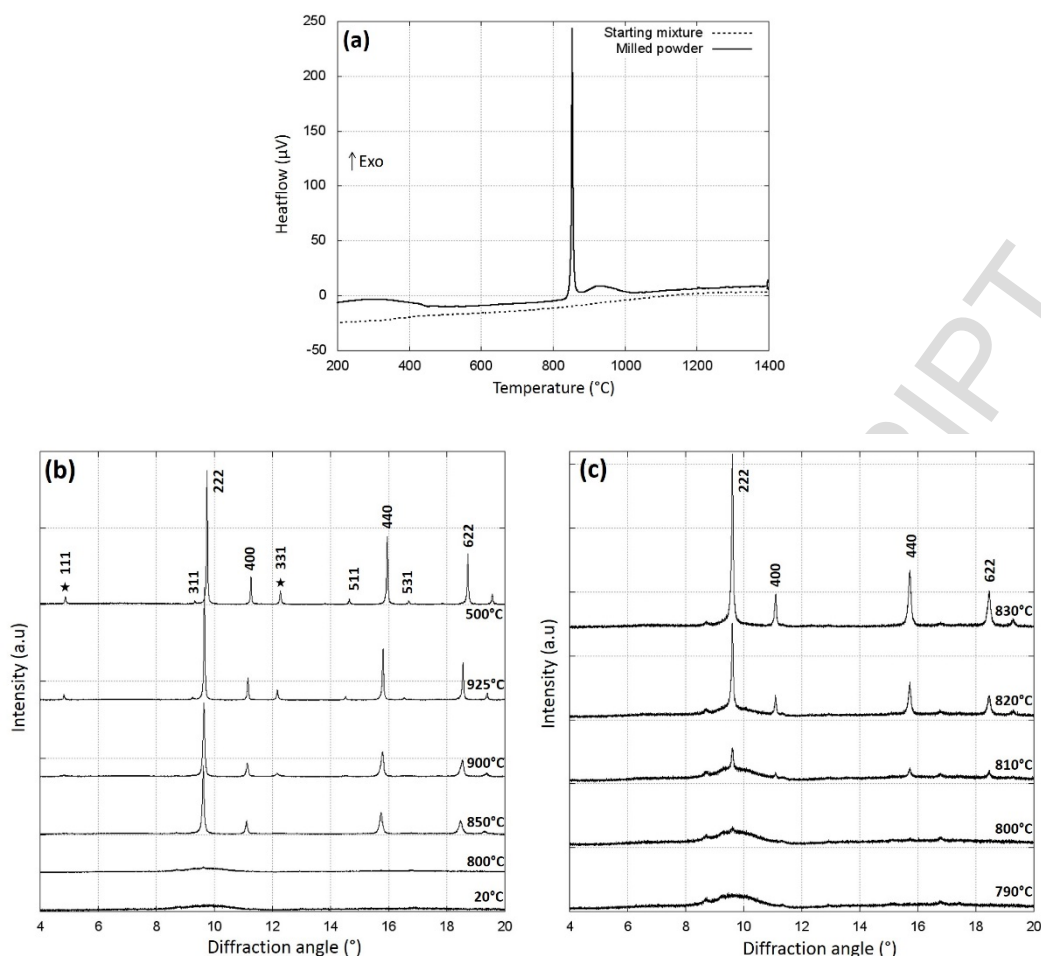 (a)
Starting mixture
Milled powder
250
200
150
100
50
0
-50
Heatflow (µV)
↑ Exo
200 400 600 800 1000 1200 1400
Temperature (°C)
RIPT
(b)
222
440
622
111
★
311
400
331
★
511
531
500°C
925°C
900°C
850°C
800°C
20°C
Intensity (a.u)
4 6 8 10 12 14 16 18 20
Diffraction angle (°)
(c)
222
400
440
622
830°C
820°C
810°C
800°C
790°C
Intensity (a.u)
4 6 8 10 12 14 16 18 20
Diffraction angle (°)